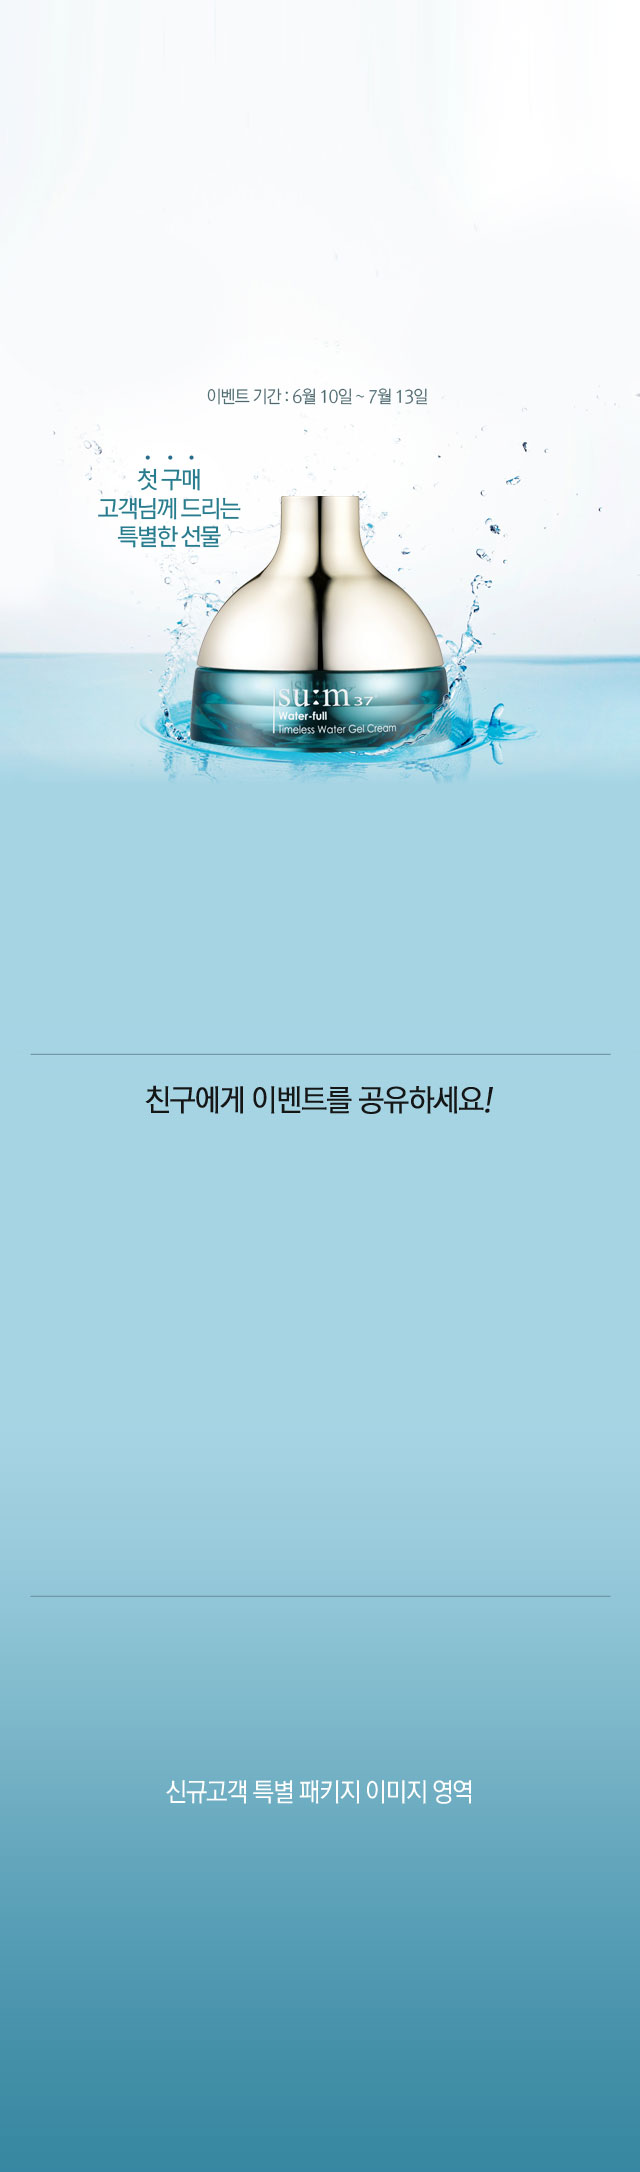 이벤트 기간 : 6월 10일 ~ 7월 13일
첫 구매
고객님께 드리는
특별한 선물
su:m37°
Water-full
Timeless Water Gel Cream
친구에게 이벤트를 공유하세요!
신규고객 특별 패키지 이미지 영역